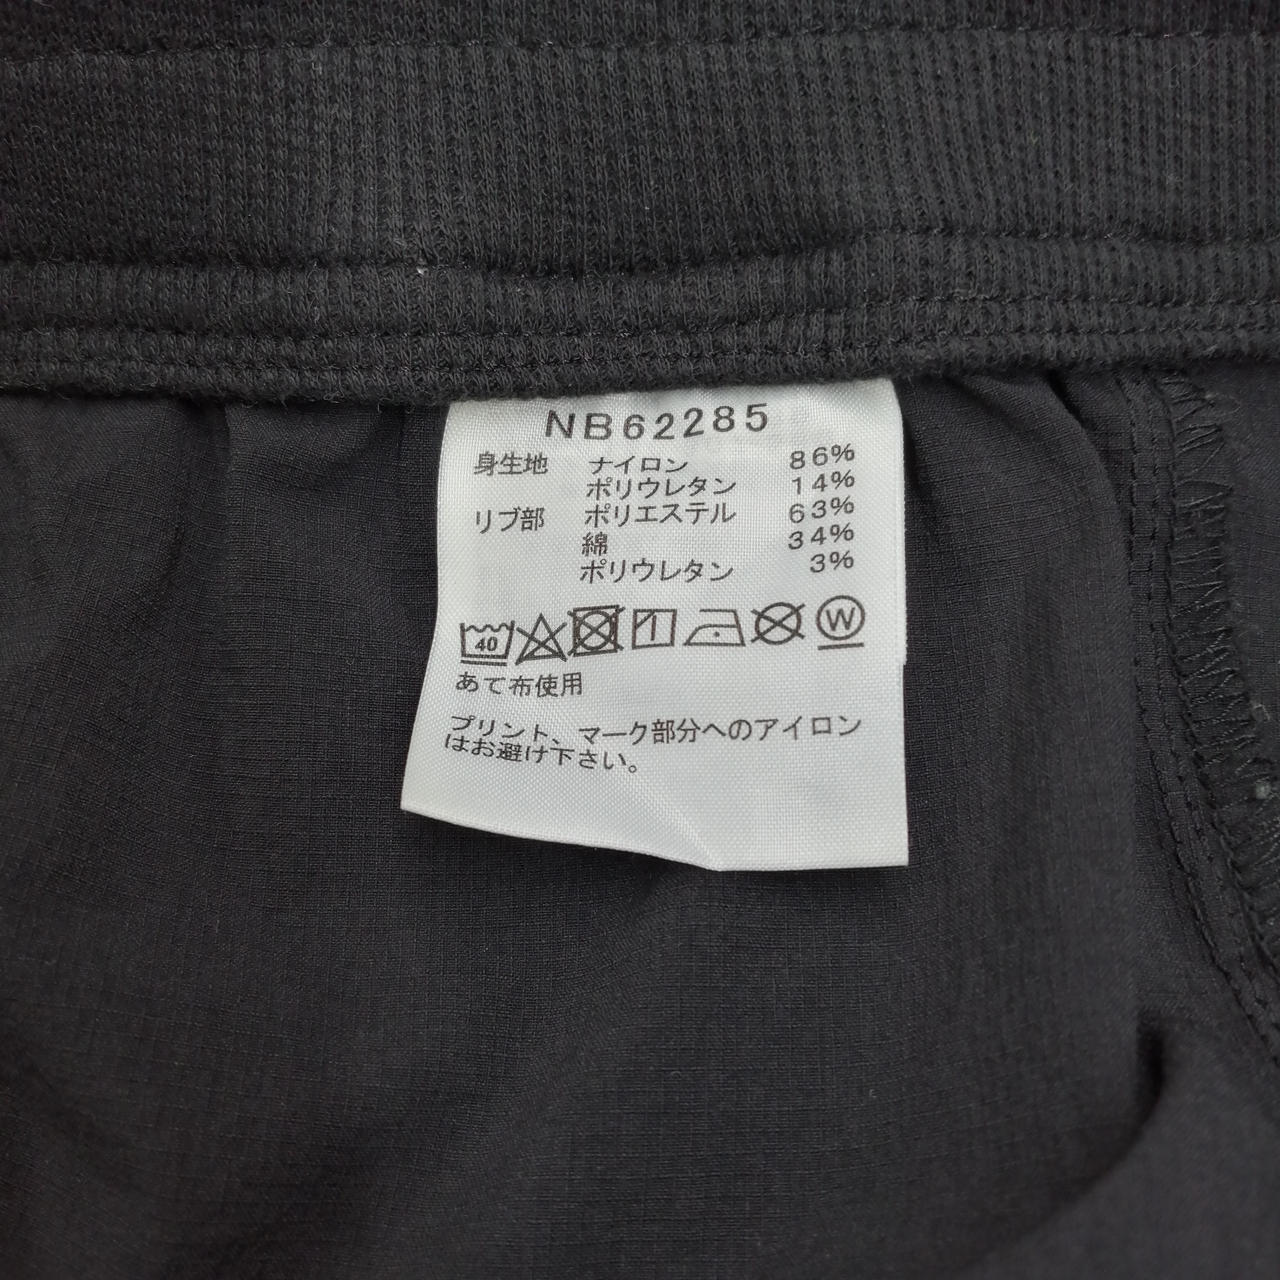 NB62285
身生地 ナイロン 86%
ポリウレタン 14%
リブ部 ポリエステル 63%
綿 34%
ポリウレタン 3%
40 W
あて布使用
プリント、マーク部分へのアイロン
はお避け下さい。